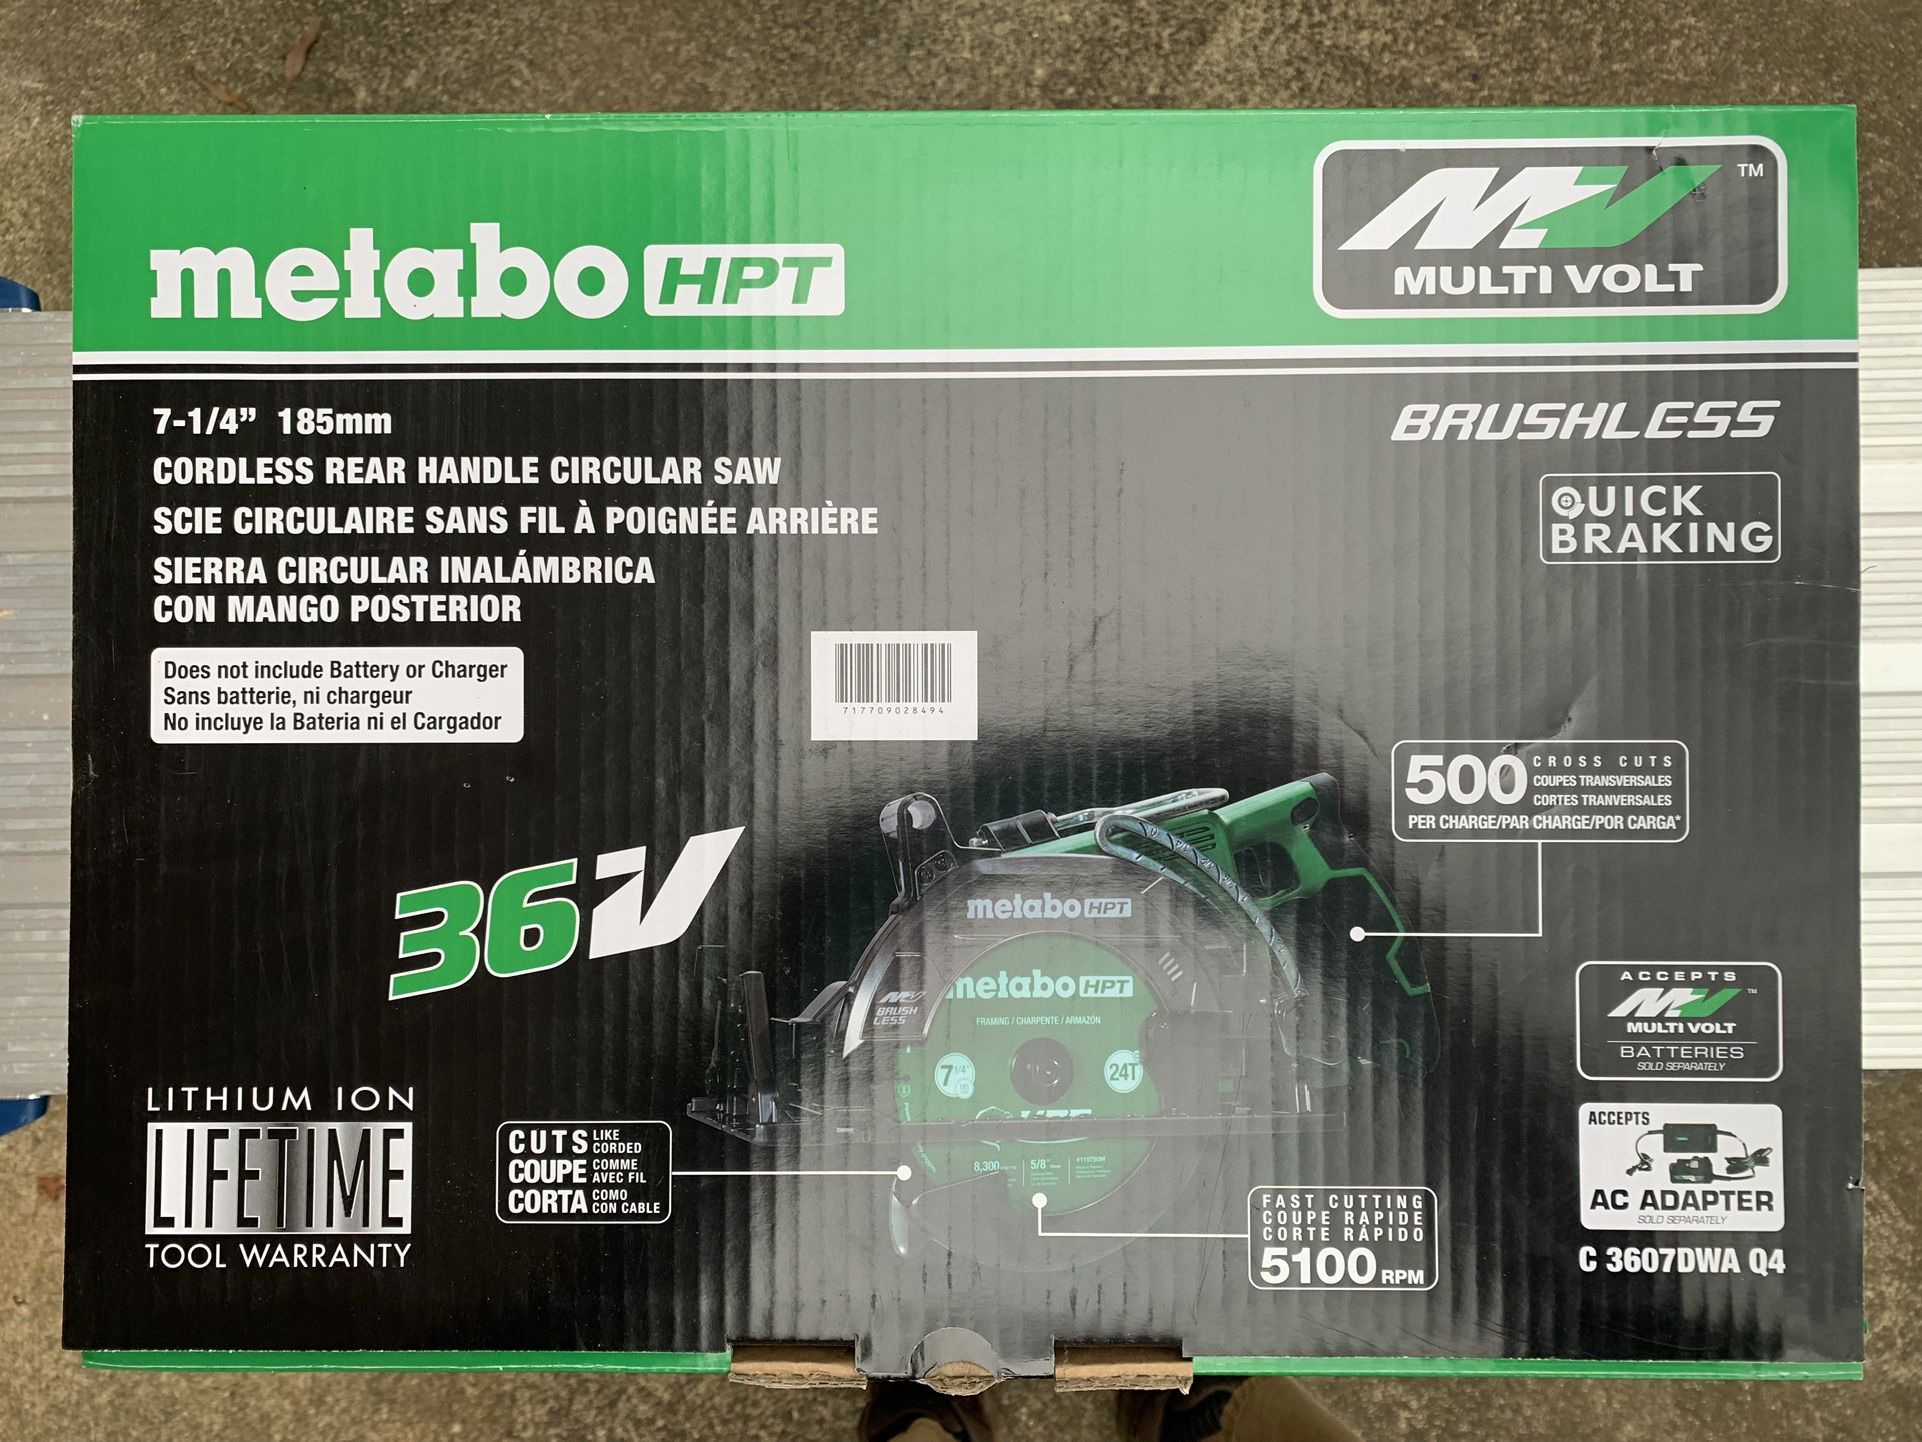 metabo HPT
MV ™
MULTI VOLT
7-1/4” 185mm
CORDLESS REAR HANDLE CIRCULAR SAW
SCIE CIRCULAIRE SANS FIL À POIGNÉE ARRIÈRE
SIERRA CIRCULAR INALÁMBRICA
CON MANGO POSTERIOR
BRUSHLESS
QUICK
BRAKING
Does not include Battery or Charger
Sans batterie, ni chargeur
No incluye la Bateria ni el Cargador
717709028494
500 CROSS CUTS
COUPES TRANSVERSALES
CORTES TRANVERSALES
PER CHARGE/PAR CHARGE/POR CARGA*
36V
metabo HPT
metabo HPT
FRAMING / CHARPENTE / ARMAZÓN
MV
BRUSH
LESS
7 1/4"
24T
8,300
5/8"
#115750M
ACCEPTS
MV ™
MULTI VOLT
BATTERIES
SOLD SEPARATELY
LITHIUM ION
LIFETIME
TOOL WARRANTY
CUTS LIKE CORDED
COUPE COMME AVEC FIL
CORTA COMO CON CABLE
FAST CUTTING
COUPE RAPIDE
CORTE RÁPIDO
5100 RPM
ACCEPTS
AC ADAPTER
SOLD SEPARATELY
C 3607DWA Q4